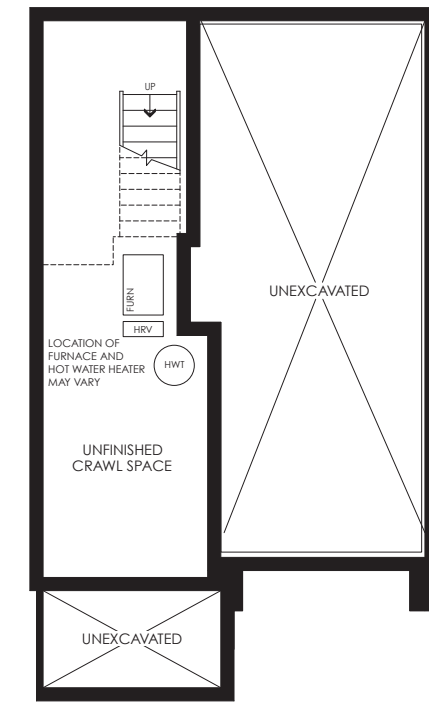 UP
UNEXCAVATED
FURN
HRV
LOCATION OF
FURNACE AND
HOT WATER HEATER
MAY VARY
HWT
UNFINISHED
CRAWL SPACE
UNEXCAVATED